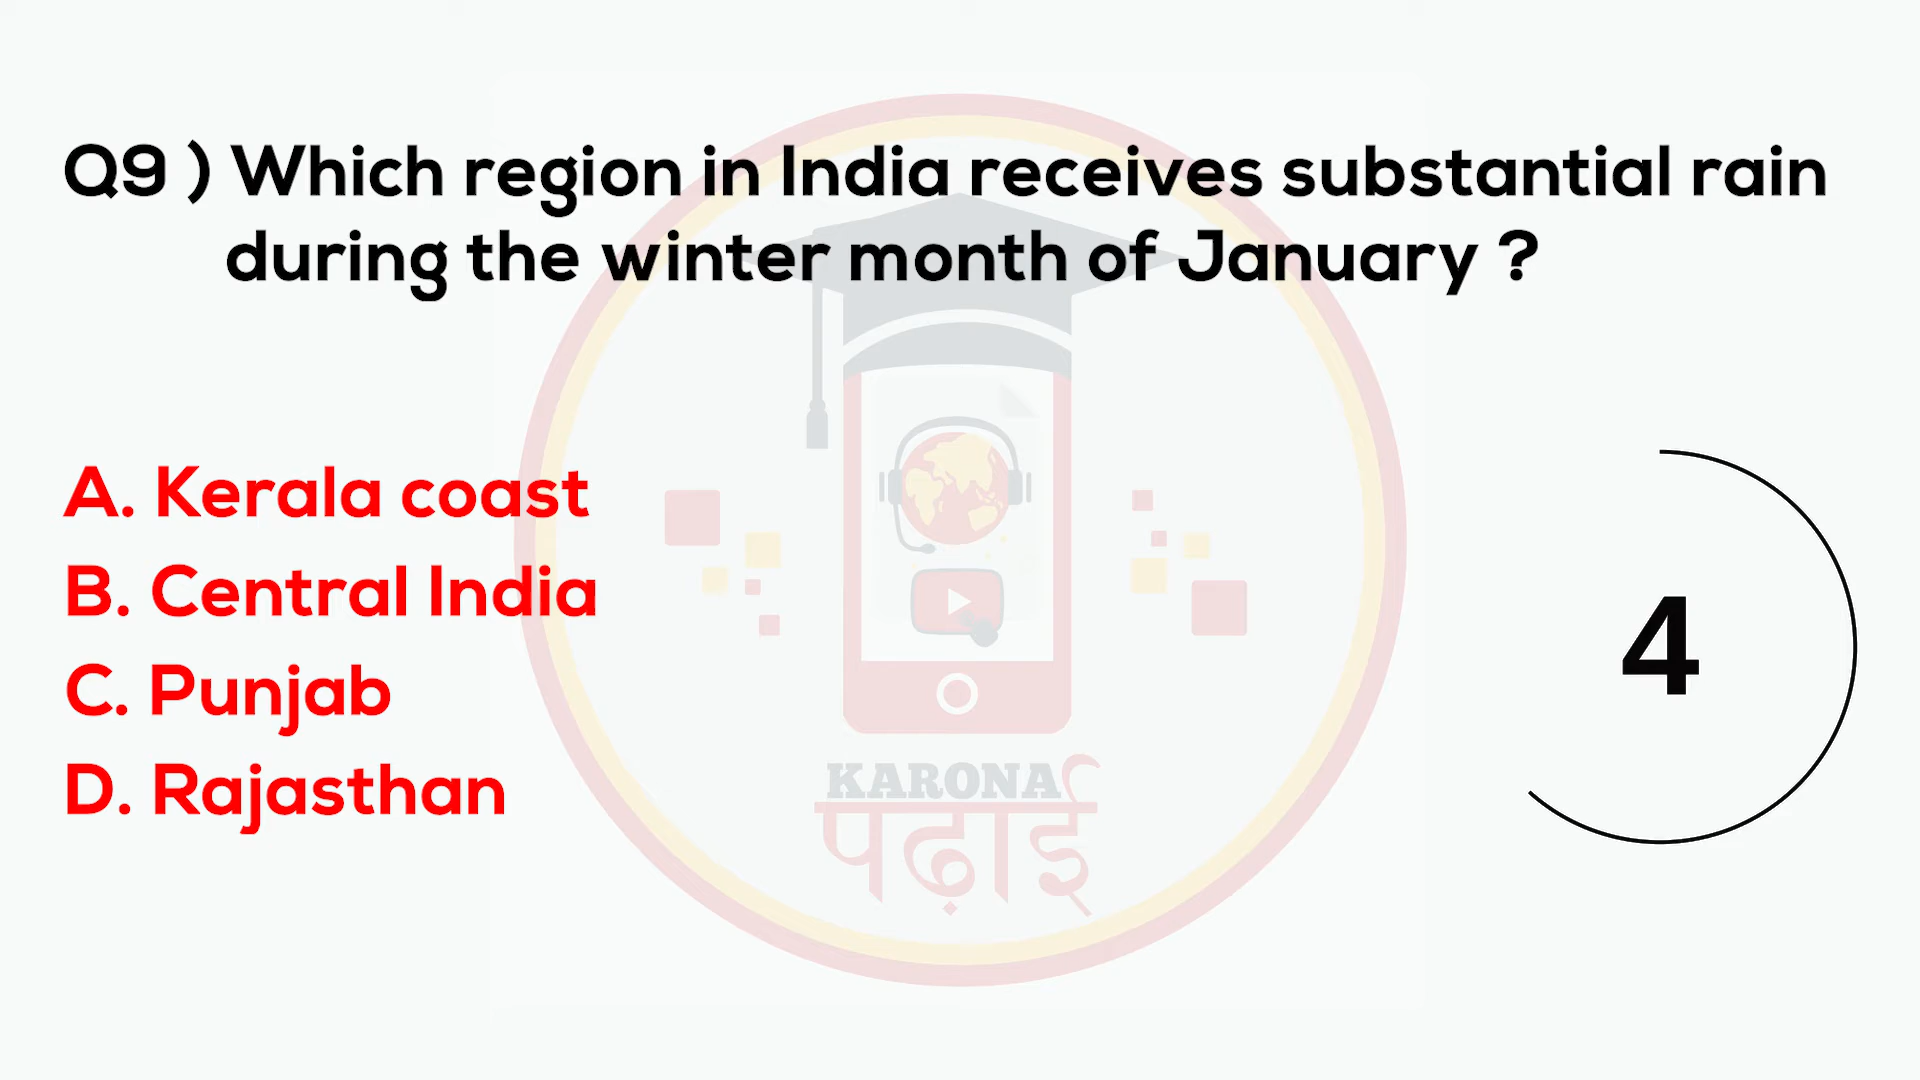 Q9 ) Which region in India receives substantial rain
during the winter month of January ?
A. Kerala coast
B. Central India
C. Punjab
D. Rajasthan
4
KARONA
पढ़ाई